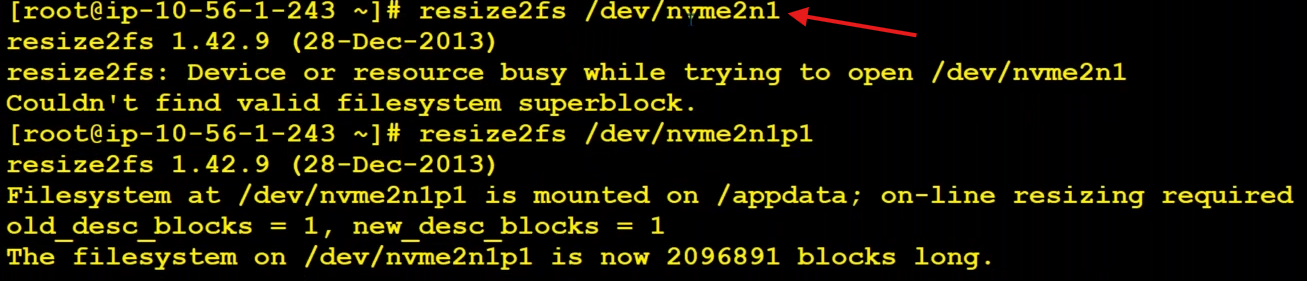 [root@ip-10-56-1-243 ~]# resize2fs /dev/nvme2n1
resize2fs 1.42.9 (28-Dec-2013)
resize2fs: Device or resource busy while trying to open /dev/nvme2n1
Couldn't find valid filesystem superblock.
[root@ip-10-56-1-243 ~]# resize2fs /dev/nvme2n1p1
resize2fs 1.42.9 (28-Dec-2013)
Filesystem at /dev/nvme2n1p1 is mounted on /appdata; on-line resizing required
old_desc_blocks = 1, new_desc_blocks = 1
The filesystem on /dev/nvme2n1p1 is now 2096891 blocks long.